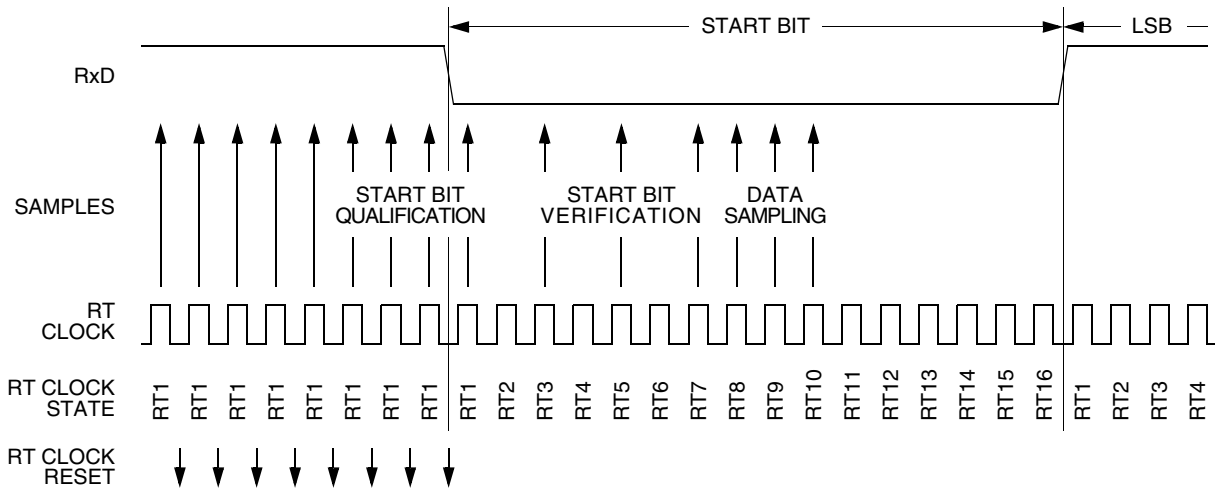 START BIT
LSB
RxD
SAMPLES
START BIT
QUALIFICATION
START BIT
VERIFICATION
DATA
SAMPLING
RT
CLOCK
RT CLOCK
STATE
RT1 RT1 RT1 RT1 RT1 RT1 RT1 RT1 RT1 RT2 RT3 RT4 RT5 RT6 RT7 RT8 RT9 RT10 RT11 RT12 RT13 RT14 RT15 RT16 RT1 RT2 RT3 RT4
RT CLOCK
RESET